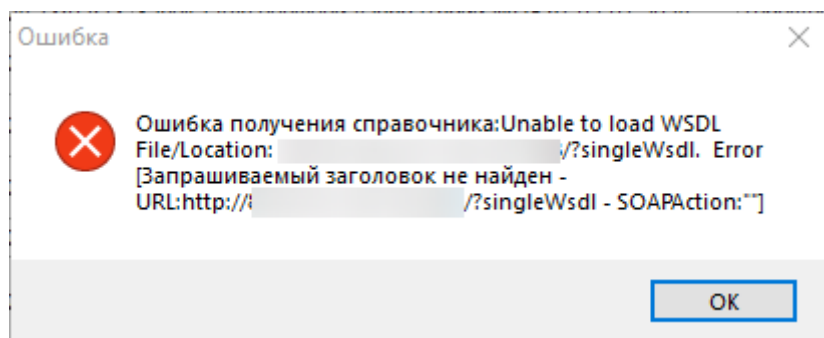 Ошибка
Ошибка получения справочника:Unable to load WSDL
File/Location: /?singleWsdl. Error
[Запрашиваемый заголовок не найден -
URL:http:// /?singleWsdl - SOAPAction:""]
OK